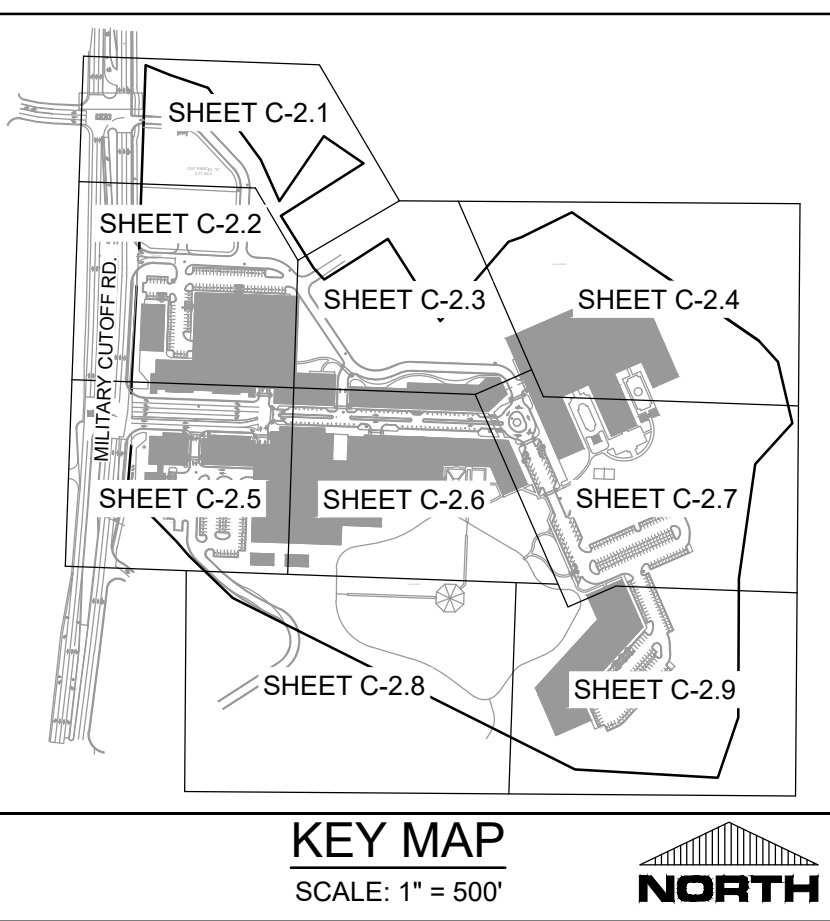 SHEET C-2.1
SHEET C-2.2
MILITARY CUTOFF RD.
SHEET C-2.3
SHEET C-2.4
SHEET C-2.5
SHEET C-2.6
SHEET C-2.7
SHEET C-2.8
SHEET C-2.9
KEY MAP
SCALE: 1" = 500'
NORTH